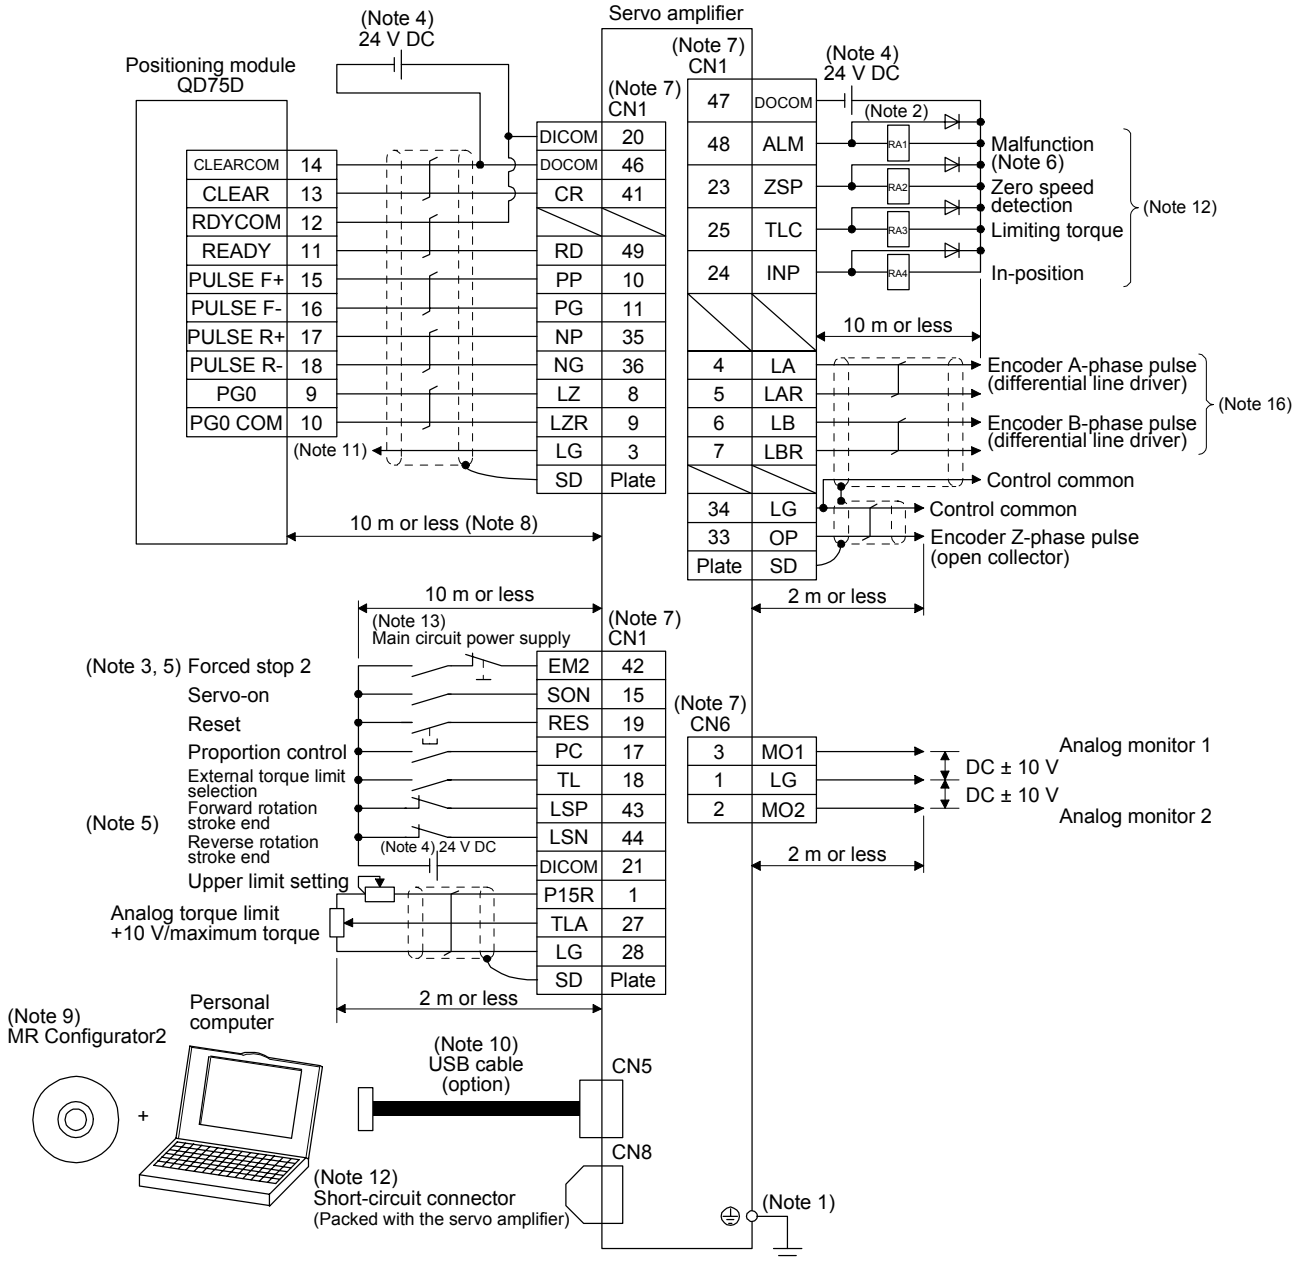 Servo amplifier
(Note 4)
24 V DC
Positioning module
QD75D
(Note 7)
CN1
DICOM 20
CLEARCOM 14 DOCOM 46
CLEAR 13 CR 41
RDYCOM 12
READY 11 RD 49
PULSE F+ 15 PP 10
PULSE F- 16 PG 11
PULSE R+ 17 NP 35
PULSE R- 18 NG 36
PG0 9 LZ 8
PG0 COM 10 LZR 9
(Note 11) LG 3
SD Plate
10 m or less (Note 8)
(Note 7)
CN1
(Note 4)
24 V DC
47 DOCOM
(Note 2)
48 ALM RA1 Malfunction
(Note 6)
23 ZSP RA2 Zero speed
detection
(Note 12)
25 TLC RA3 Limiting torque
24 INP RA4 In-position
10 m or less
4 LA Encoder A-phase pulse
(differential line driver)
5 LAR
(Note 16)
6 LB Encoder B-phase pulse
(differential line driver)
7 LBR
Control common
34 LG Control common
33 OP Encoder Z-phase pulse
(open collector)
Plate SD
2 m or less
10 m or less
(Note 13)
Main circuit power supply
(Note 7)
CN1
(Note 3, 5) Forced stop 2 EM2 42
Servo-on SON 15
Reset RES 19
Proportion control PC 17
External torque limit
selection
TL 18
(Note 5)
Forward rotation
stroke end
LSP 43
Reverse rotation
stroke end
LSN 44
(Note 4) 24 V DC
DICOM 21
Upper limit setting P15R 1
Analog torque limit
+10 V/maximum torque
TLA 27
LG 28
SD Plate
2 m or less
(Note 7)
CN6
3 MO1 Analog monitor 1
DC ± 10 V
1 LG
DC ± 10 V
2 MO2 Analog monitor 2
2 m or less
(Note 9)
MR Configurator2
+
Personal
computer
(Note 10)
USB cable
(option)
CN5
CN8
(Note 12)
Short-circuit connector
(Packed with the servo amplifier)
(Note 1)